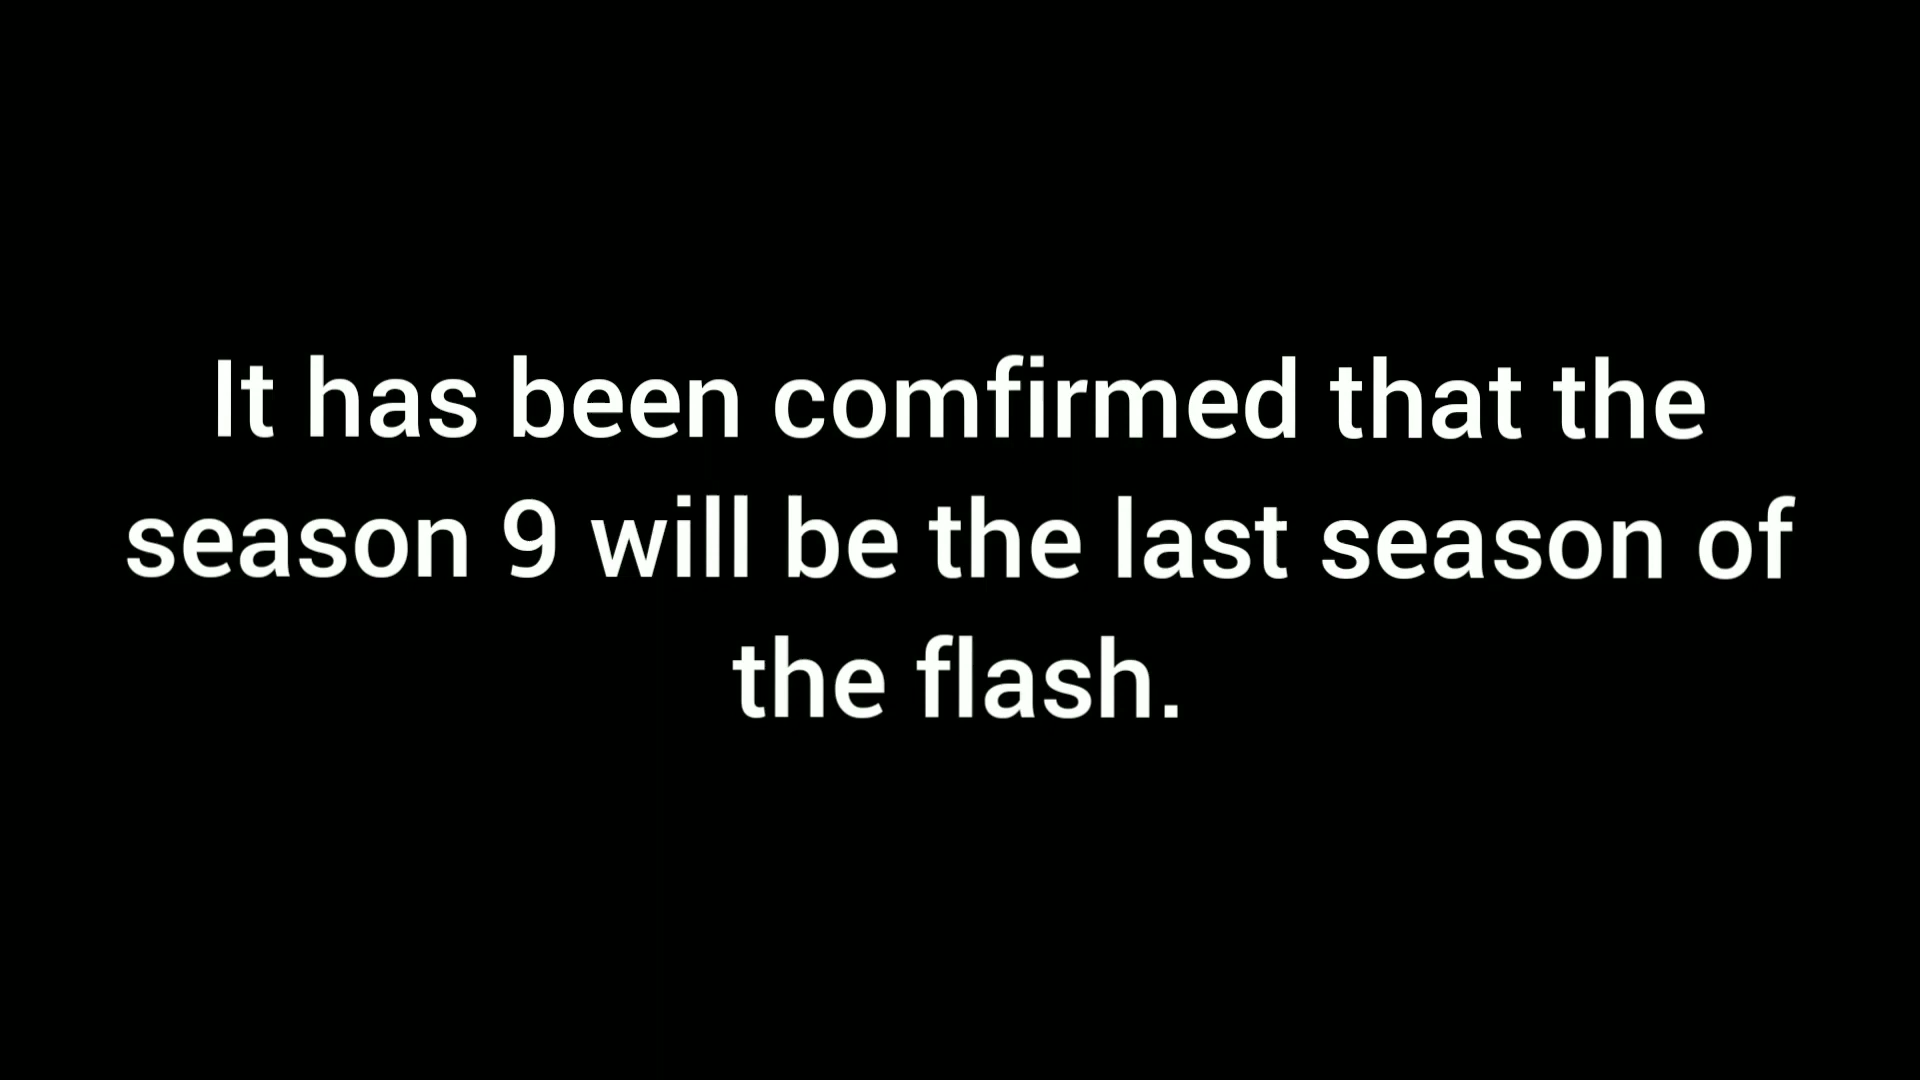 It has been comfirmed that the
season 9 will be the last season of
the flash.